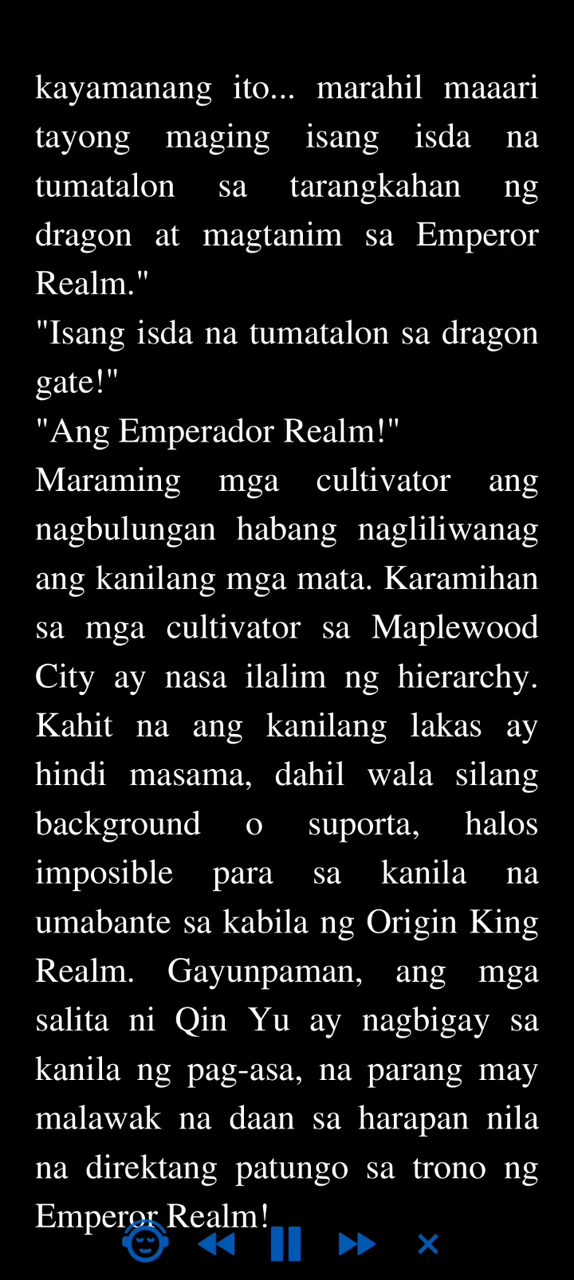 kayamanang ito... marahil maaari
tayong maging isang isda na
tumatalon sa tarangkahan ng
dragon at magtanim sa Emperor
Realm."
"Isang isda na tumatalon sa dragon
gate!"
"Ang Emperador Realm!"
Maraming mga cultivator ang
nagbulungan habang nagliliwanag
ang kanilang mga mata. Karamihan
sa mga cultivator sa Maplewood
City ay nasa ilalim ng hierarchy.
Kahit na ang kanilang lakas ay
hindi masama, dahil wala silang
background o suporta, halos
imposible para sa kanila na
umabante sa kabila ng Origin King
Realm. Gayunpaman, ang mga
salita ni Qin Yu ay nagbigay sa
kanila ng pag-asa, na parang may
malawak na daan sa harapan nila
na direktang patungo sa trono ng
Emperor Realm!